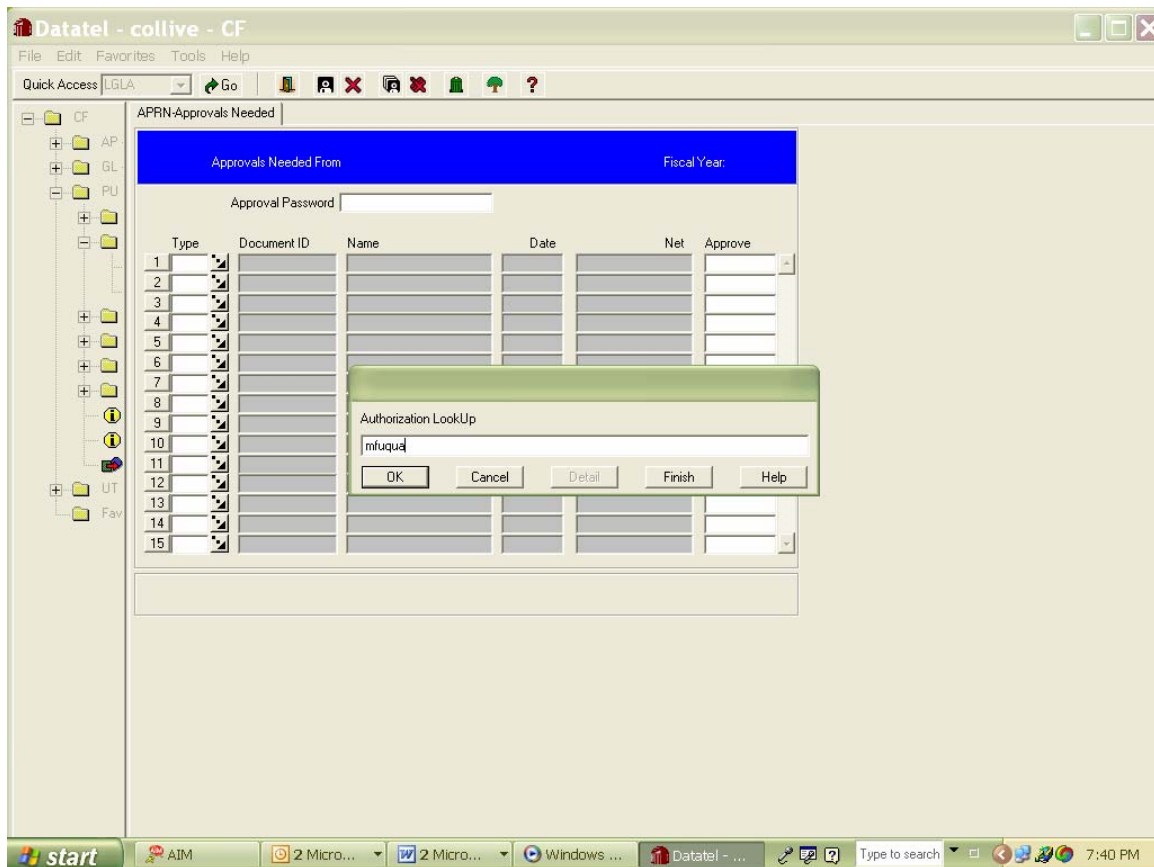 Datatel - collive - CF
File Edit Favorites Tools Help
Quick Access LGLA Go ?
CF
AP
GL
PU
UT
Fav
APRN-Approvals Needed
Approvals Needed From Fiscal Year:
Approval Password
Type Document ID Name Date Net Approve
1
2
3
4
5
6
7
8
9
10
11
12
13
14
15
Authorization LookUp
mfuqua
OK Cancel Detail Finish Help
start AIM 2 Micro... 2 Micro... Windows ... Datatel - ... Type to search 7:40 PM